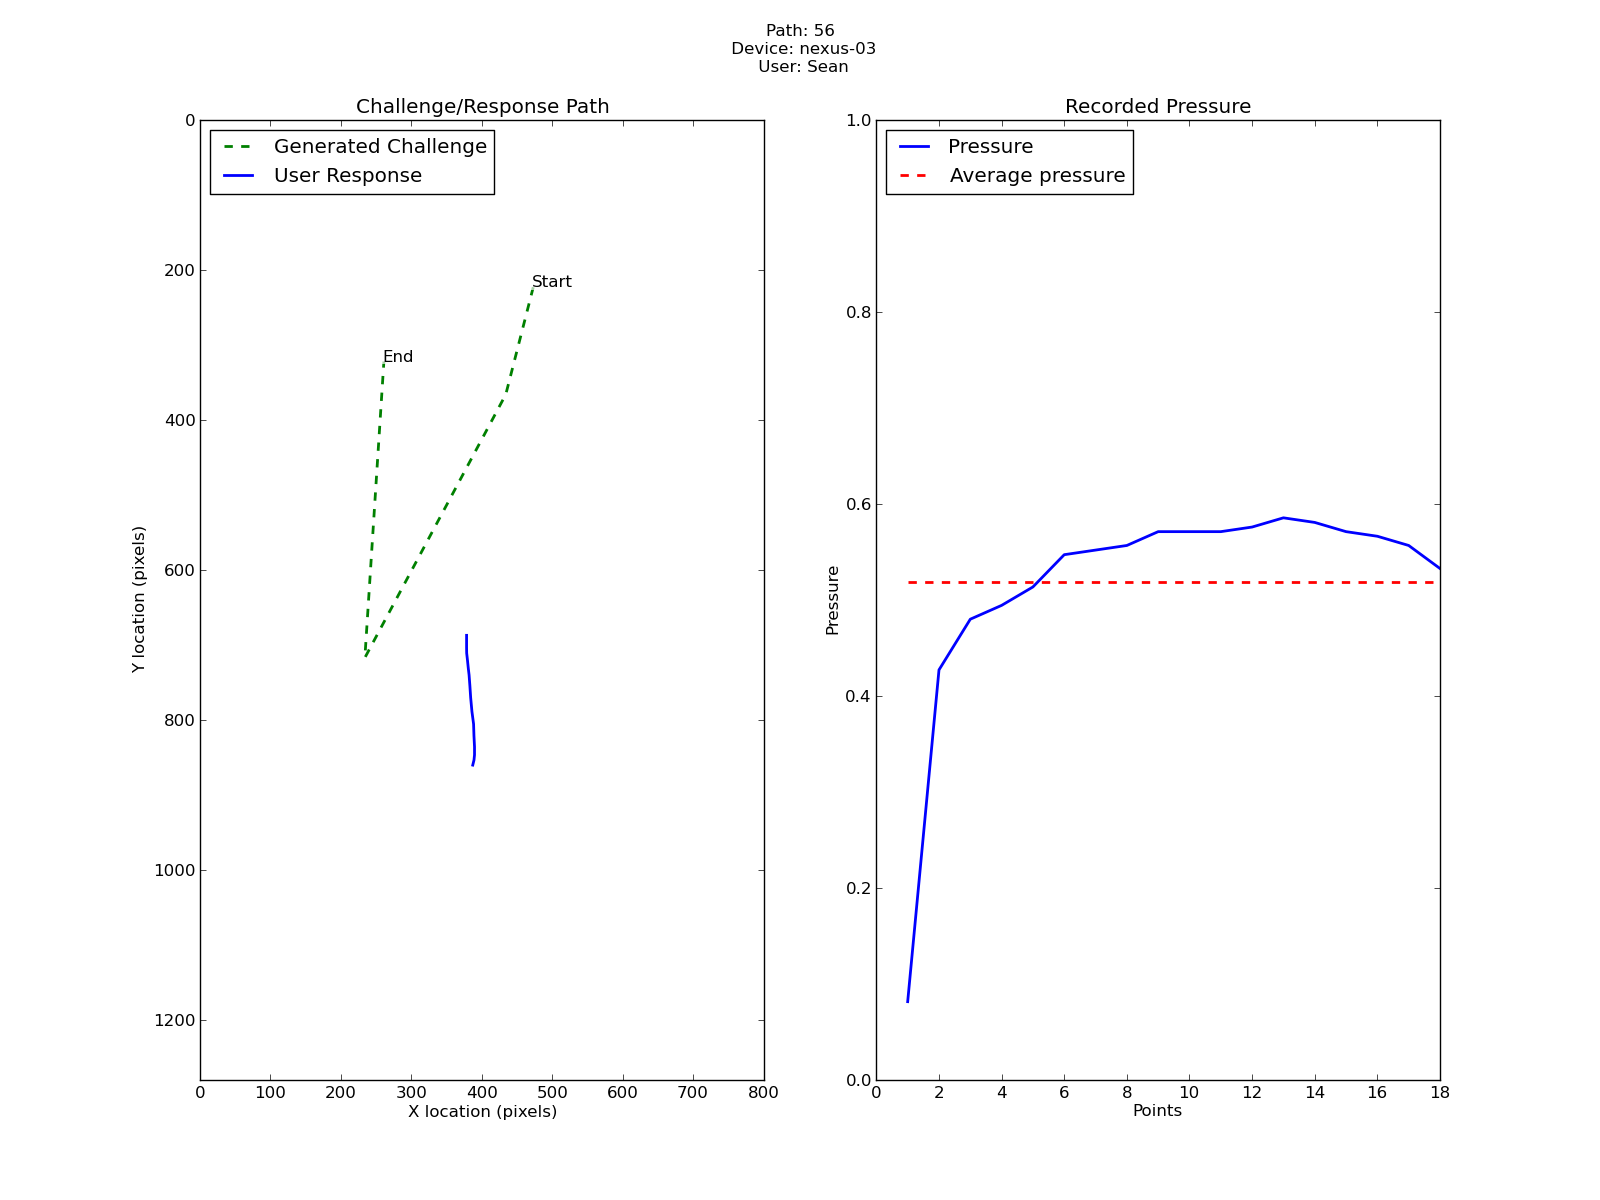 Path: 56
Device: nexus-03
User: Sean
Challenge/Response Path
Generated Challenge
User Response
Start
End
0
200
400
600
800
1000
1200
Y location (pixels)
0 100 200 300 400 500 600 700 800
X location (pixels)
Recorded Pressure
Pressure
Average pressure
1.0
0.8
0.6
0.4
0.2
0.0
Pressure
0 2 4 6 8 10 12 14 16 18
Points